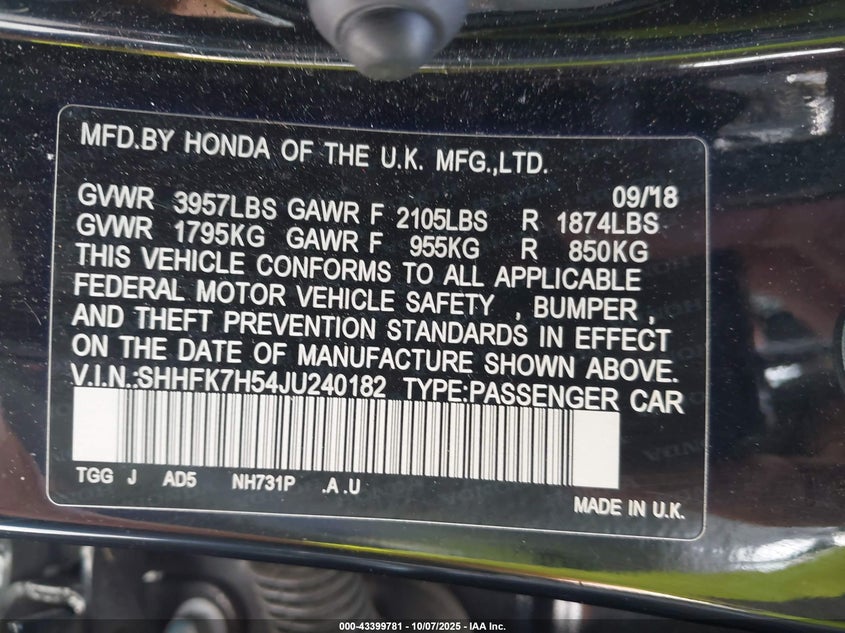 MFD.BY HONDA OF THE U.K. MFG.,LTD.
09/'18
GVWR 3957LBS GAWR F 2105LBS R 1874LBS
GVWR 1795KG GAWR F 955KG R 850KG
THIS VEHICLE CONFORMS TO ALL APPLICABLE
FEDERAL MOTOR VEHICLE SAFETY , BUMPER ,
AND THEFT PREVENTION STANDARDS IN EFFECT
ON THE DATE OF MANUFACTURE SHOWN ABOVE.
V.I.N.:SHHFK7H54JU240182 TYPE:PASSENGER CAR
TGG J AD5 NH731P .A .U
MADE IN U.K.
000-43399781 - 10/07/2025 - IAA Inc.